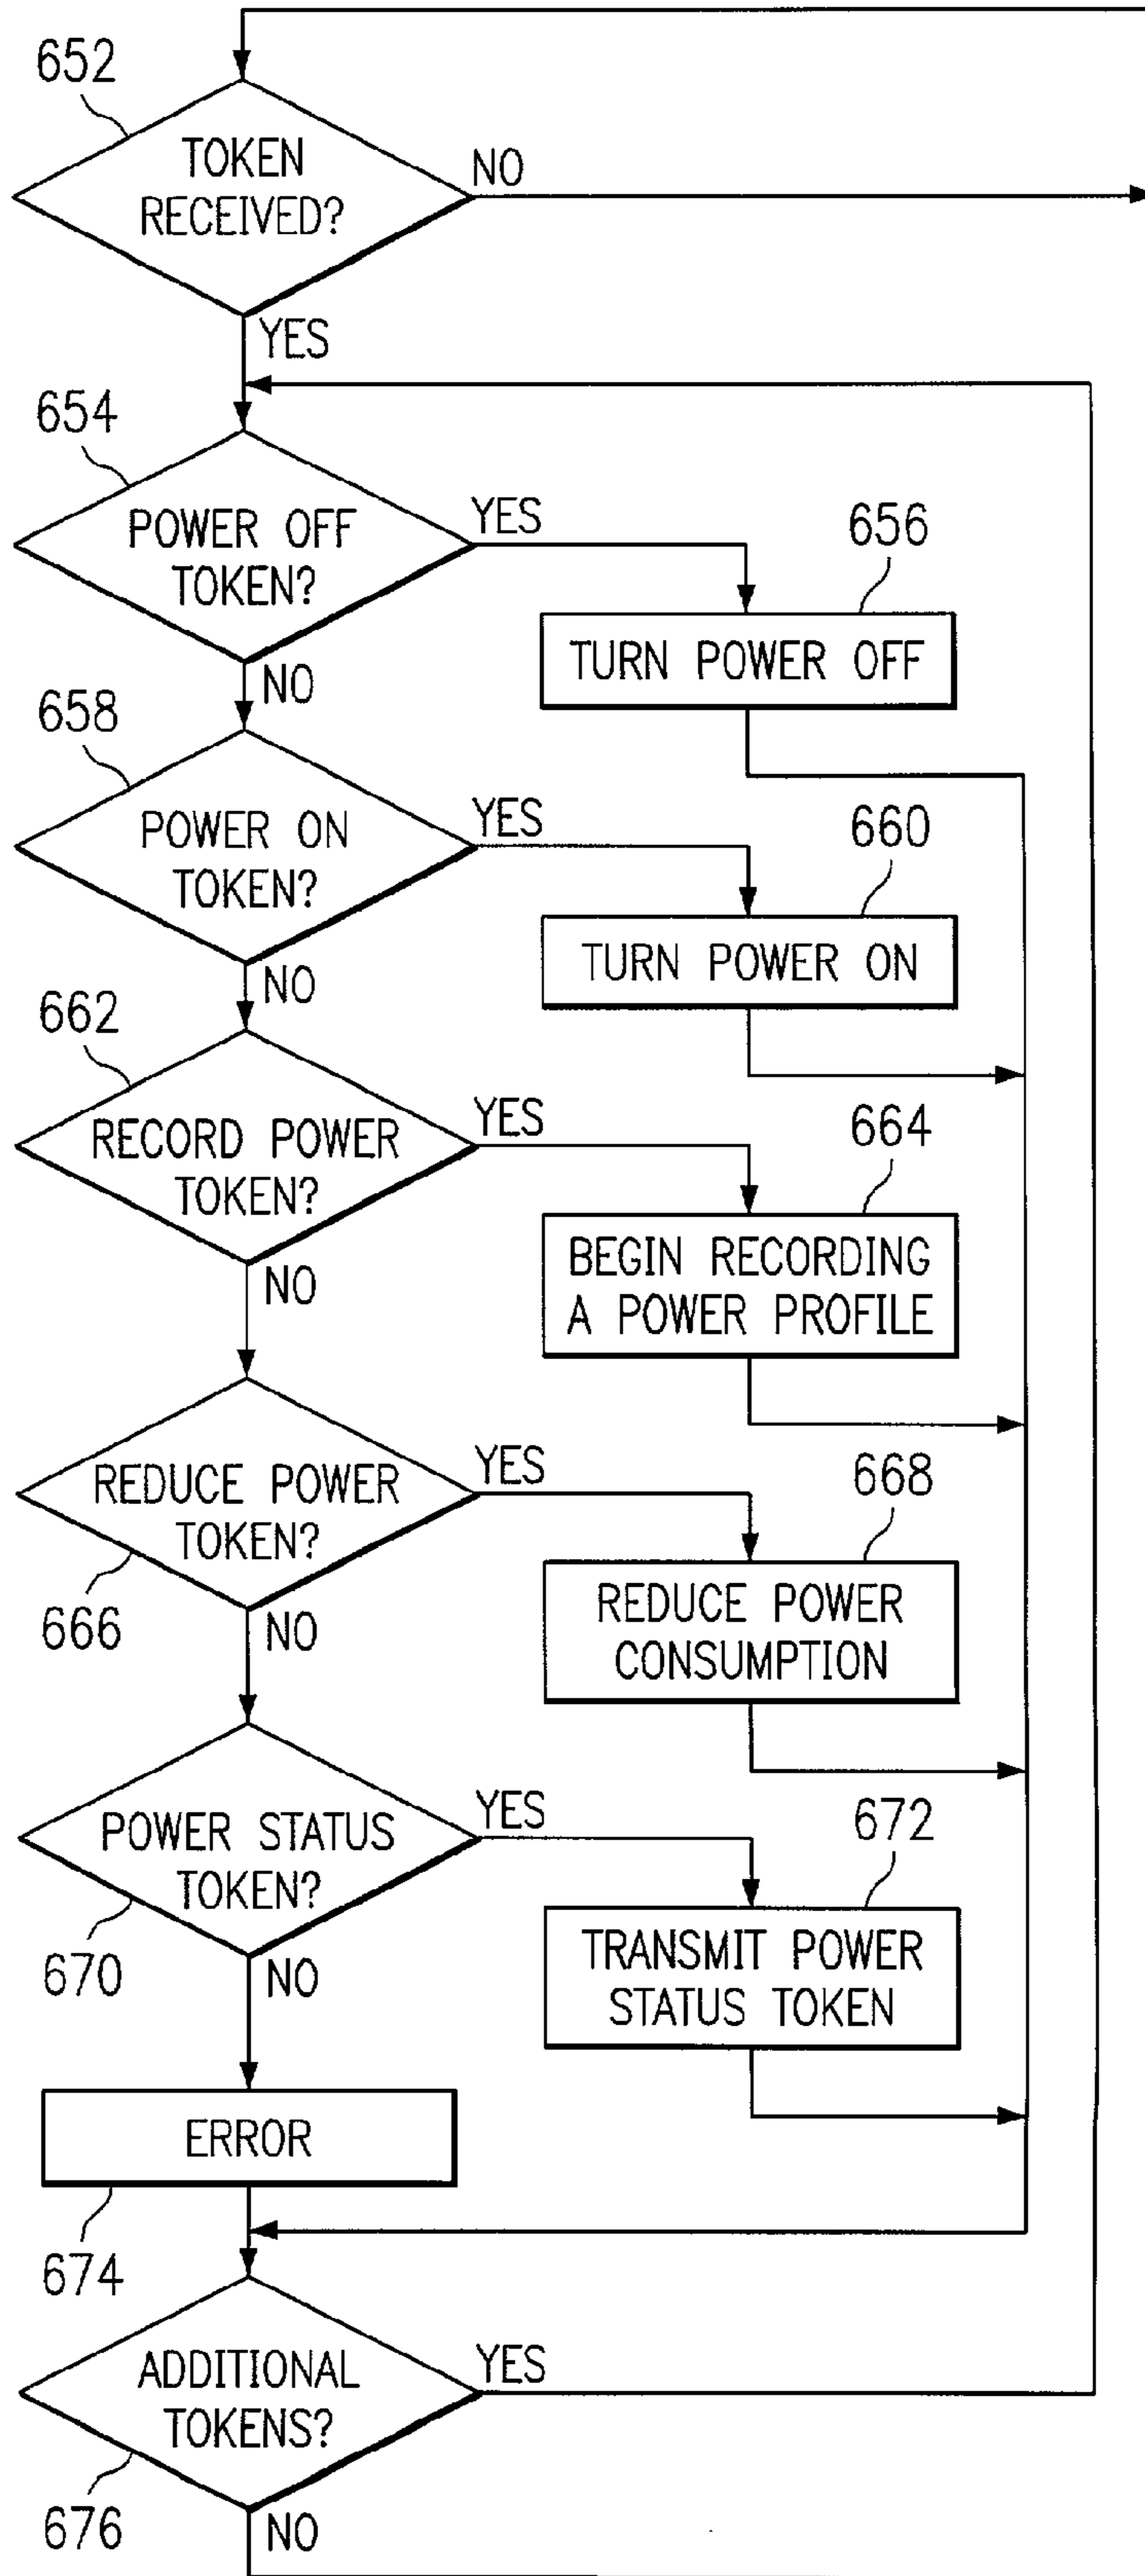 652
TOKEN
RECEIVED?
NO
YES
654
POWER OFF
TOKEN?
YES
656
TURN POWER OFF
NO
658
POWER ON
TOKEN?
YES
660
TURN POWER ON
NO
662
RECORD POWER
TOKEN?
YES
664
BEGIN RECORDING
A POWER PROFILE
NO
REDUCE POWER
TOKEN?
YES
668
REDUCE POWER
CONSUMPTION
666
NO
POWER STATUS
TOKEN?
YES
672
TRANSMIT POWER
STATUS TOKEN
670
NO
ERROR
674
ADDITIONAL
TOKENS?
YES
676
NO